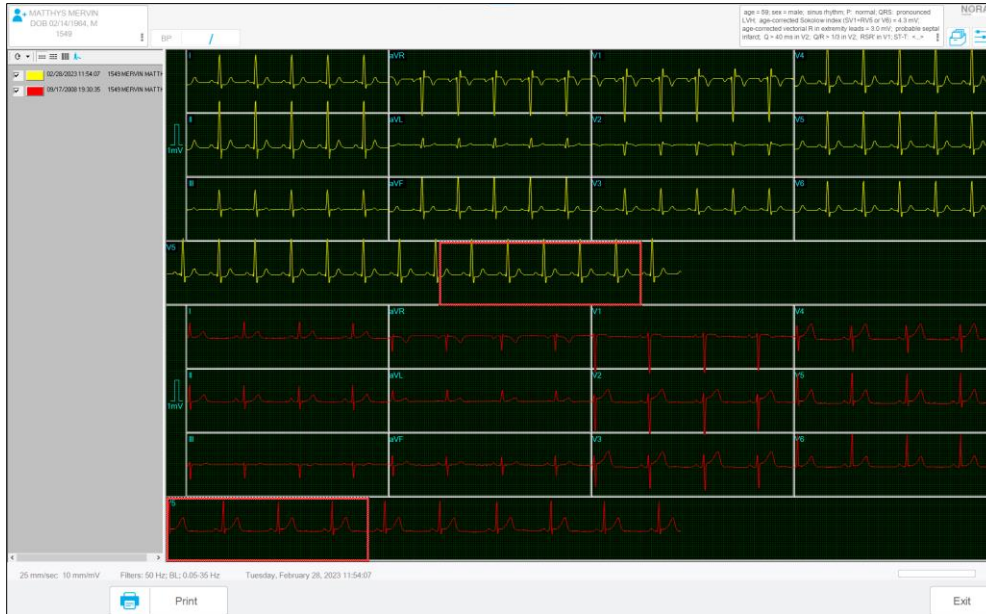 MATTHYS MERVIN
DOB 02/14/1964, M
1549
BP /
age = 59; sex = male; sinus rhythm; P: normal; QRS: pronounced
LVH; age-corrected Sokolow index (SV1+RV5 or V6) = 4.3 mV;
age-corrected vectorial R in extremity leads = 3.0 mV; probable septal
infarct; Q = 40 ms in V2; Q/R = 1/3 in V2; RSR' in V1; ST-T: <..>
NORA
02/28/2023 11:54:07 1549 MERVIN MATTH
09/17/2008 19:30:35 1549 MERVIN MATTH
I aVR V1 V4
II aVL V2 V5
1mV
III aVF V3 V6
V5
I aVR V1 V4
II aVL V2 V5
1mV
III aVF V3 V6
V5
25 mm/sec; 10 mm/mV Filters: 50 Hz; BL; 0.05-35 Hz Tuesday, February 28, 2023 11:54:07
Print Exit